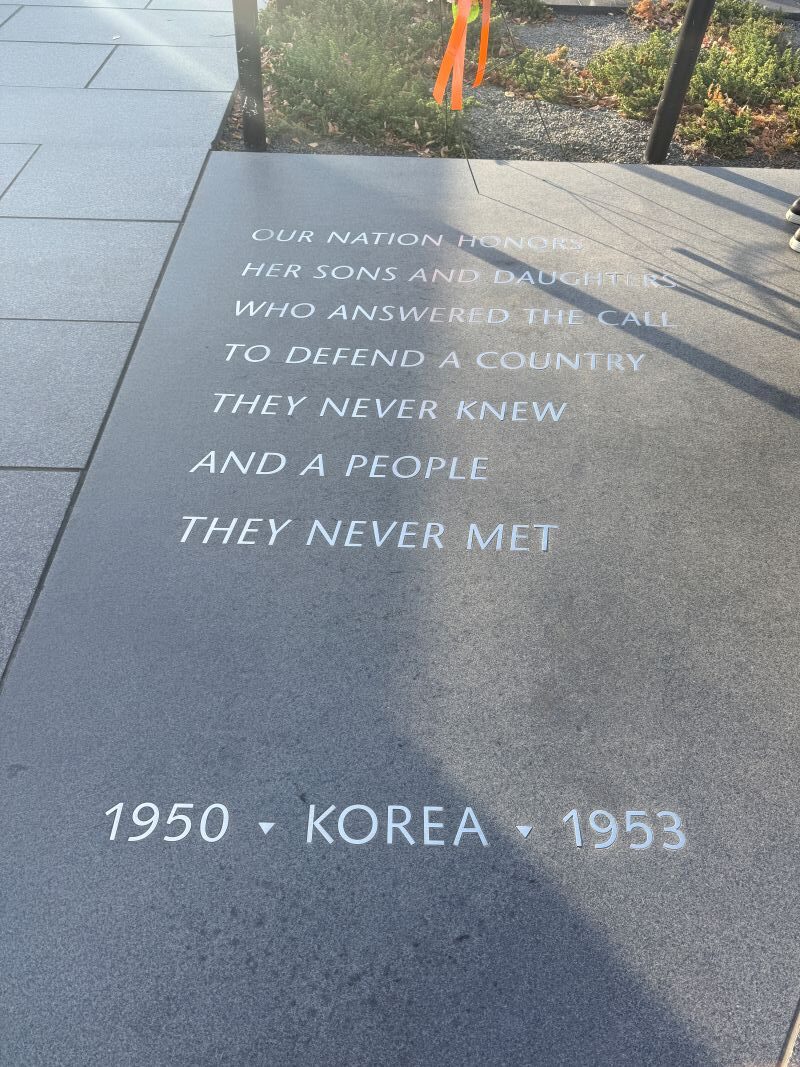 OUR NATION HONORS
HER SONS AND DAUGHTERS
WHO ANSWERED THE CALL
TO DEFEND A COUNTRY
THEY NEVER KNEW
AND A PEOPLE
THEY NEVER MET
1950 ▾ KOREA ▾ 1953